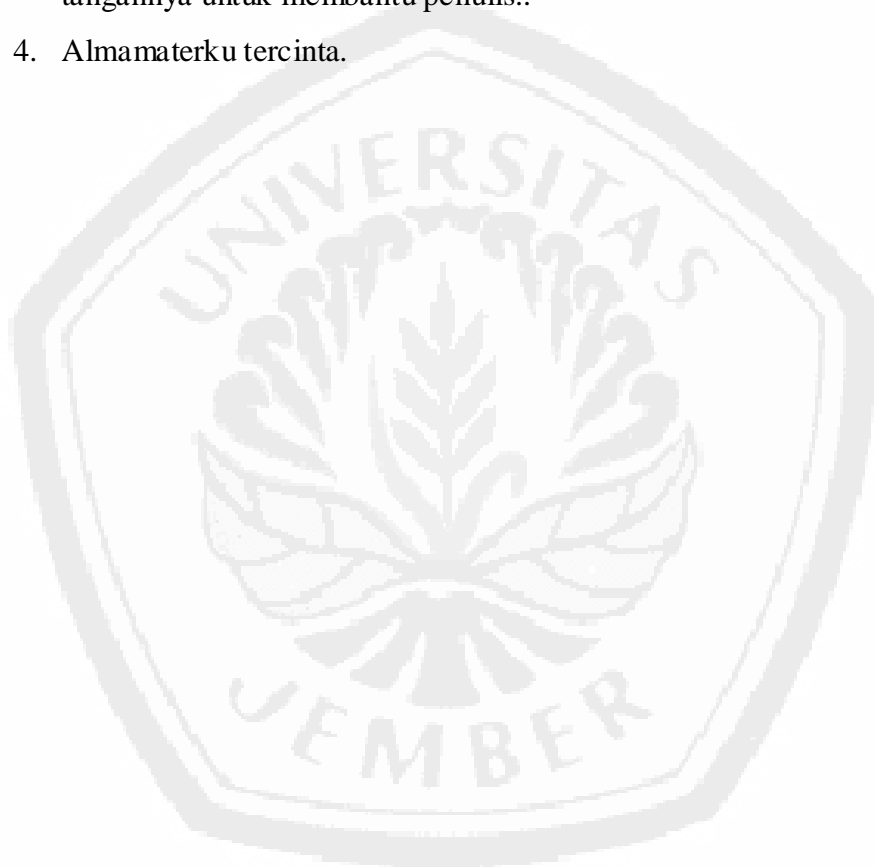 tangannya untuk membantu penulis..
4. Almamaterku tercinta.
UNIVERSITAS
JEMBER